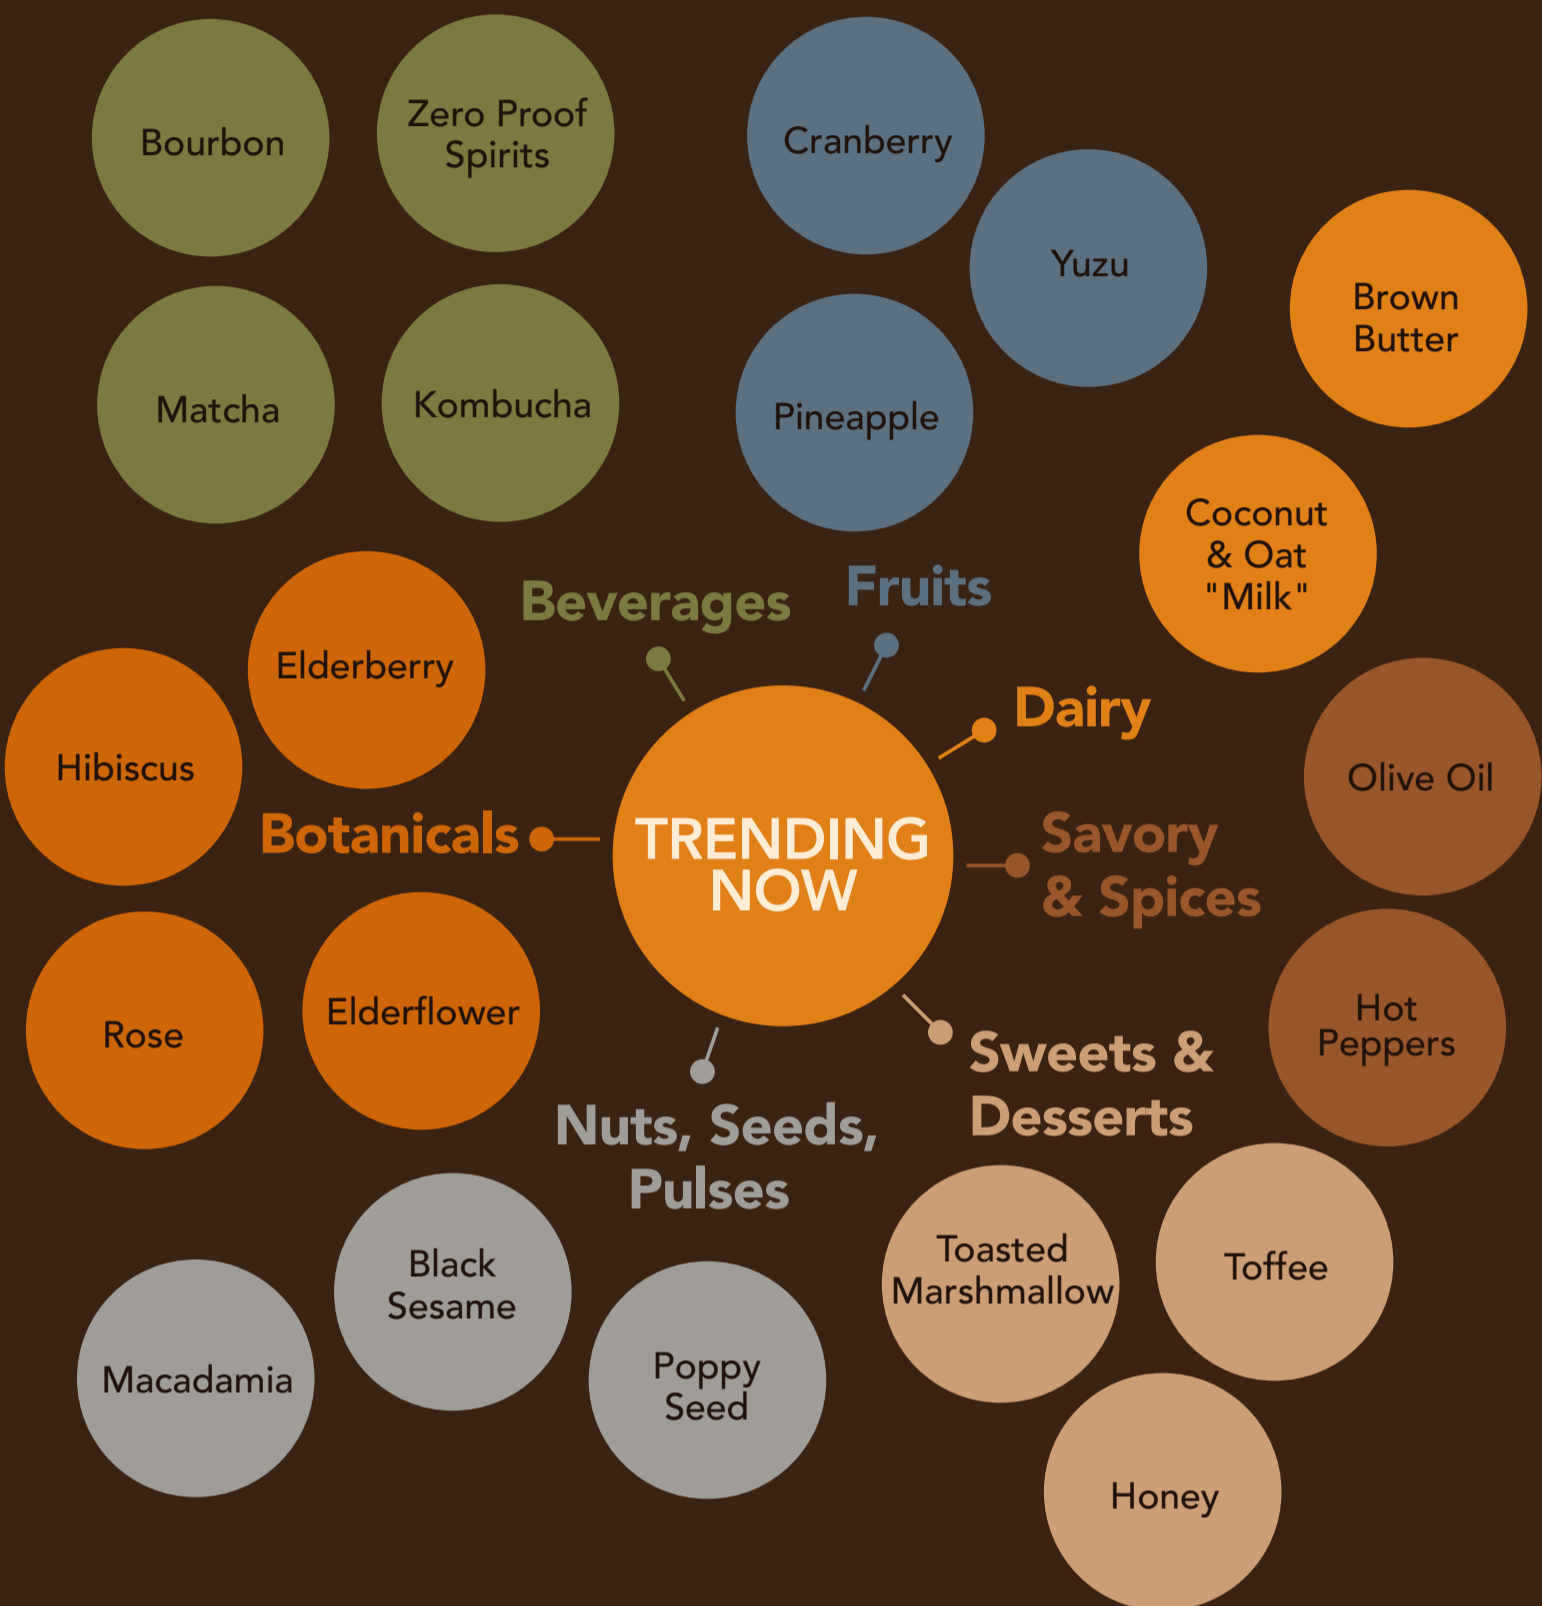 Bourbon
Zero Proof
Spirits
Matcha
Kombucha
Beverages
Cranberry
Yuzu
Pineapple
Fruits
Brown
Butter
Coconut
& Oat
"Milk"
Dairy
Elderberry
Hibiscus
Botanicals
Rose
Elderflower
TRENDING
NOW
Savory
& Spices
Olive Oil
Hot
Peppers
Sweets &
Desserts
Toasted
Marshmallow
Toffee
Honey
Nuts, Seeds,
Pulses
Black
Sesame
Macadamia
Poppy
Seed